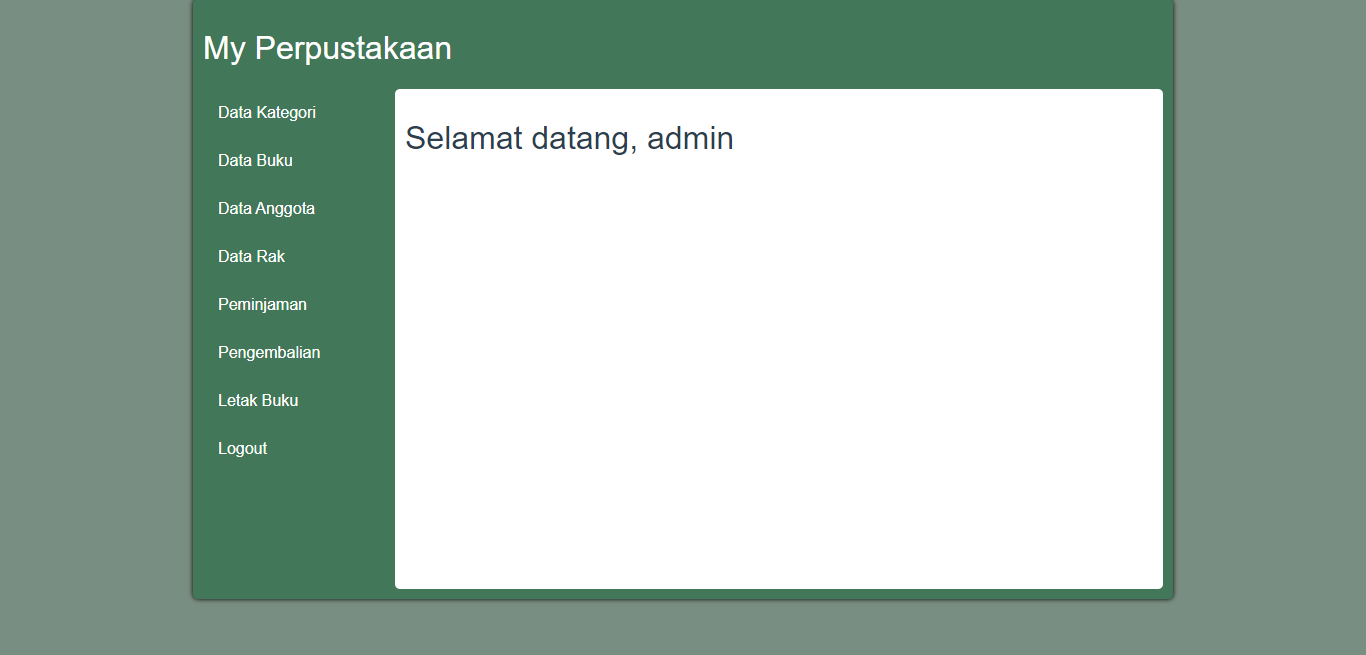 My Perpustakaan
Data Kategori
Data Buku
Data Anggota
Data Rak
Peminjaman
Pengembalian
Letak Buku
Logout
Selamat datang, admin